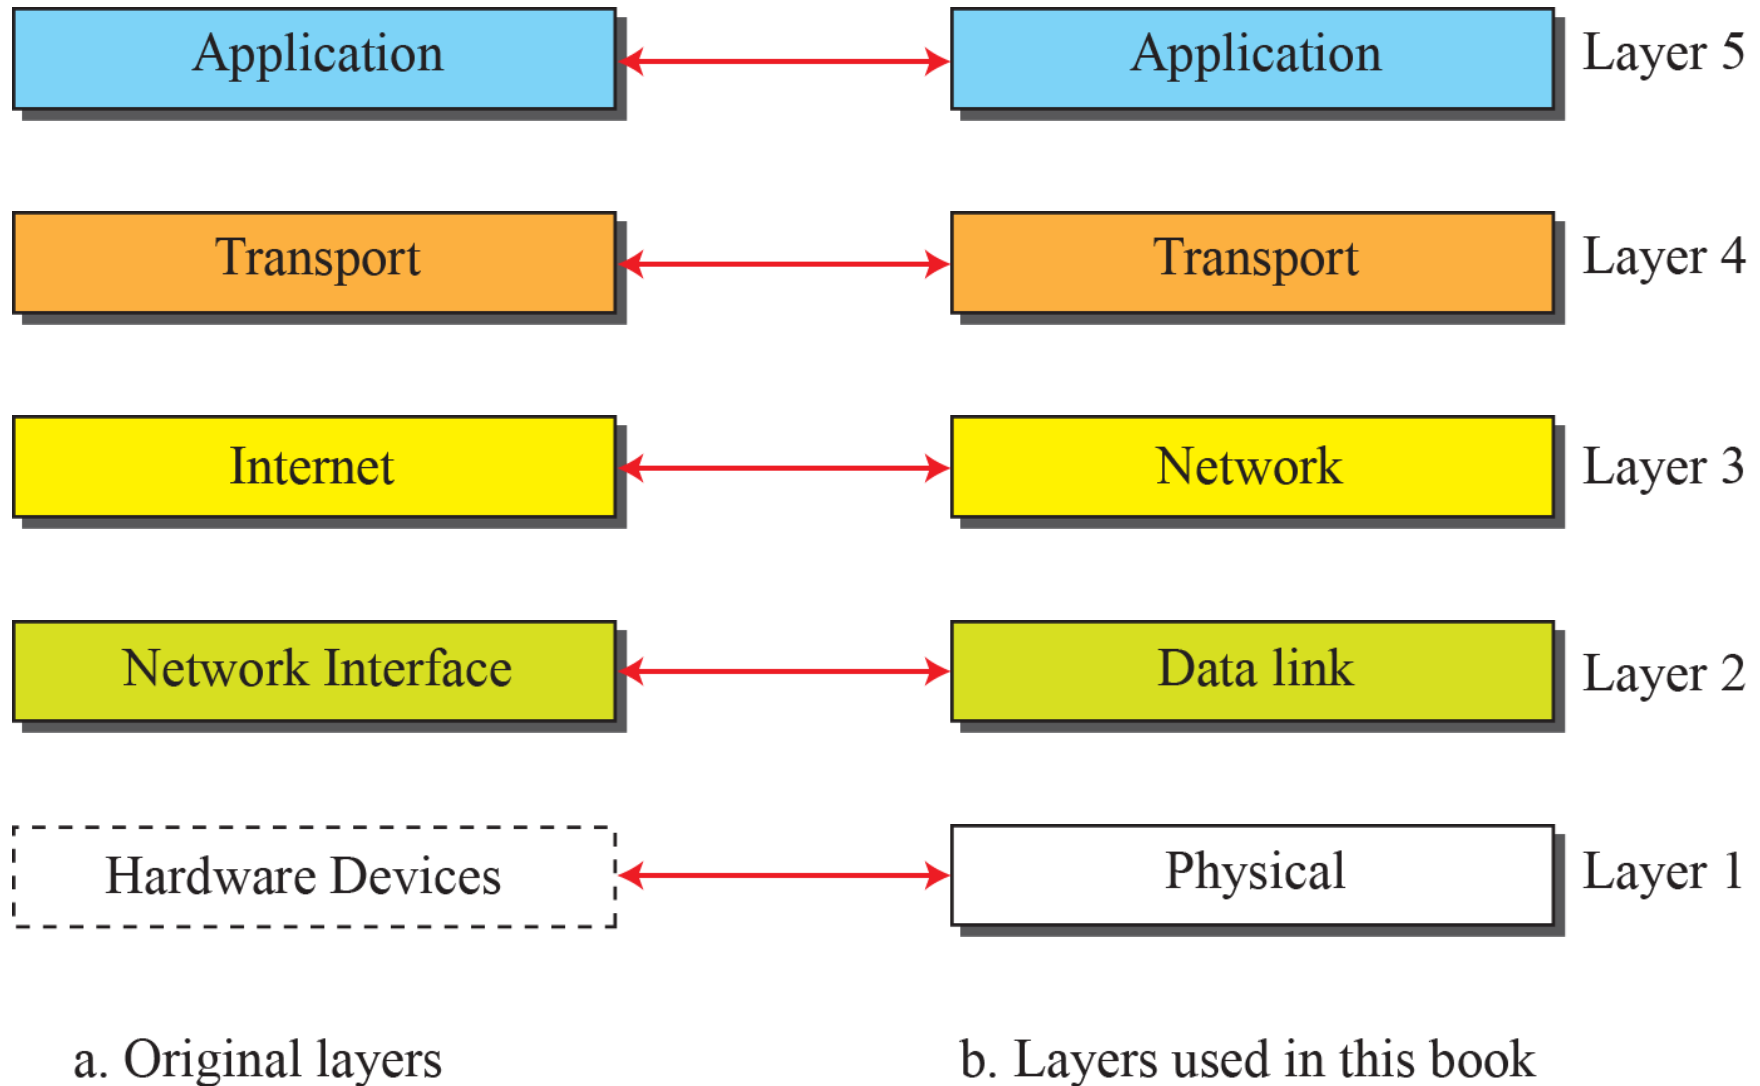 Application
Application
Layer 5
Transport
Transport
Layer 4
Internet
Network
Layer 3
Network Interface
Data link
Layer 2
Hardware Devices
Physical
Layer 1
a. Original layers
b. Layers used in this book